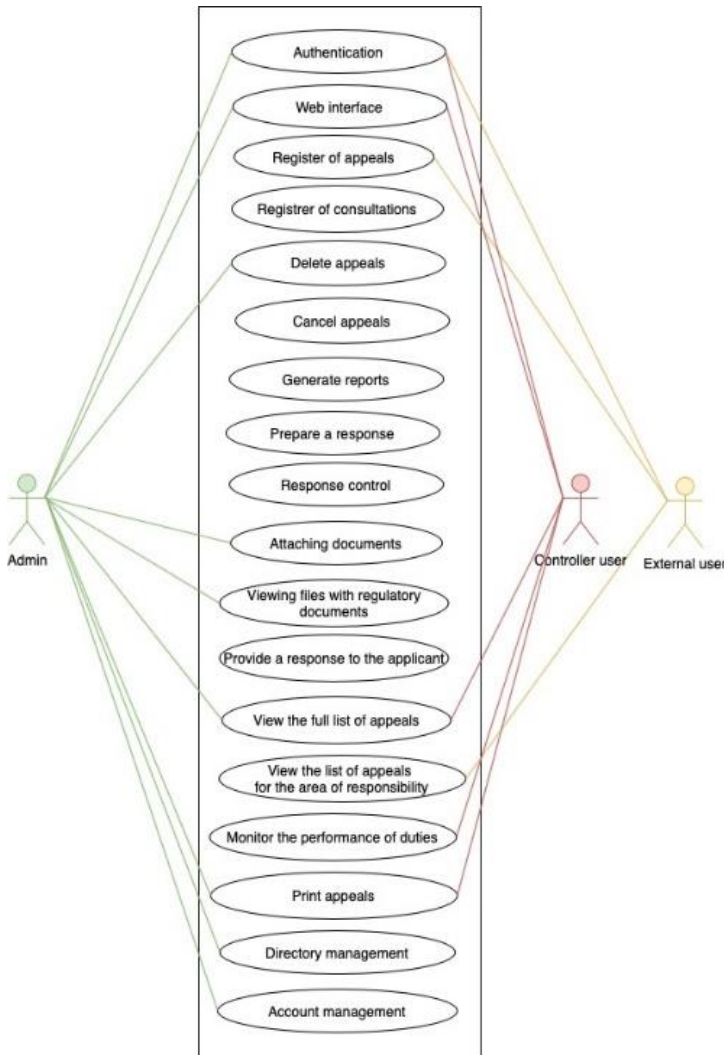 Authentication
Web interface
Register of appeals
Registrer of consultations
Delete appeals
Cancel appeals
Generate reports
Prepare a response
Response control
Admin
Controller user
External user
Attaching documents
Viewing files with regulatory
documents
Provide a response to the applicant
View the full list of appeals
View the list of appeals
for the area of responsibility
Monitor the performance of duties
Print appeals
Directory management
Account management